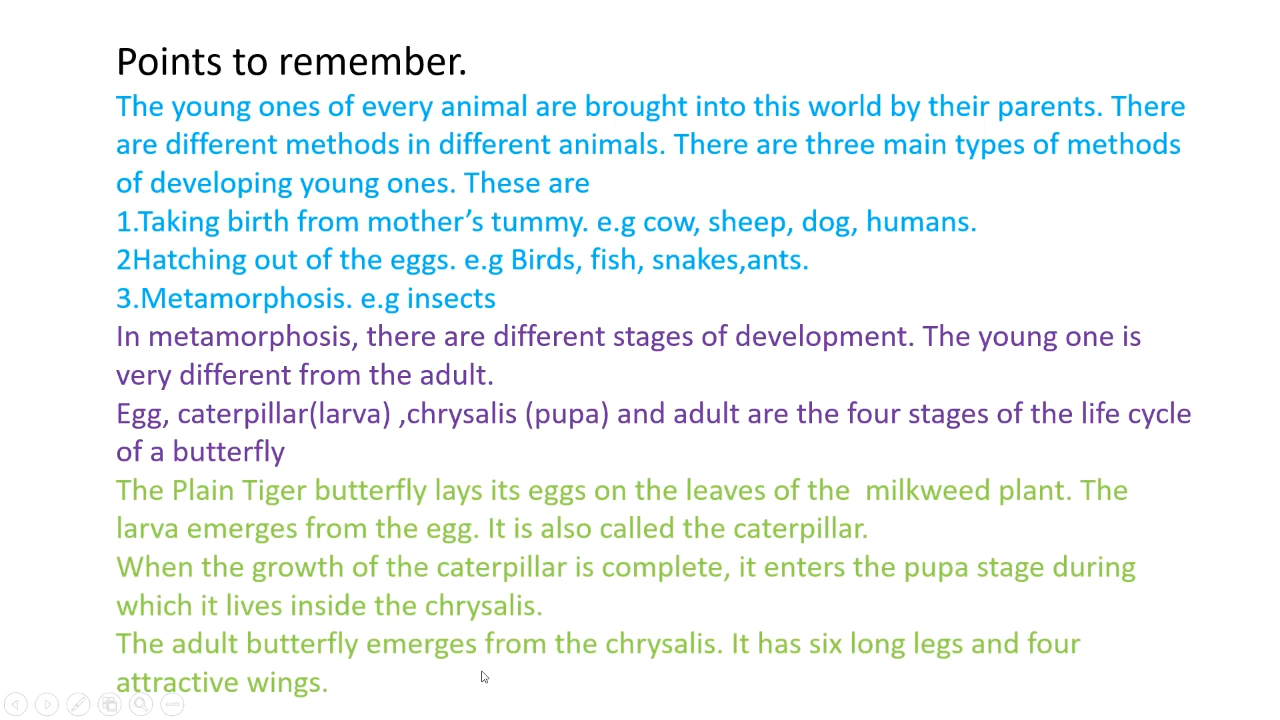 Points to remember.
The young ones of every animal are brought into this world by their parents. There
are different methods in different animals. There are three main types of methods
of developing young ones. These are
1.Taking birth from mother’s tummy. e.g cow, sheep, dog, humans.
2Hatching out of the eggs. e.g Birds, fish, snakes,ants.
3.Metamorphosis. e.g insects
In metamorphosis, there are different stages of development. The young one is
very different from the adult.
Egg, caterpillar(larva) ,chrysalis (pupa) and adult are the four stages of the life cycle
of a butterfly
The Plain Tiger butterfly lays its eggs on the leaves of the  milkweed plant. The
larva emerges from the egg. It is also called the caterpillar.
When the growth of the caterpillar is complete, it enters the pupa stage during
which it lives inside the chrysalis.
The adult butterfly emerges from the chrysalis. It has six long legs and four
attractive wings.